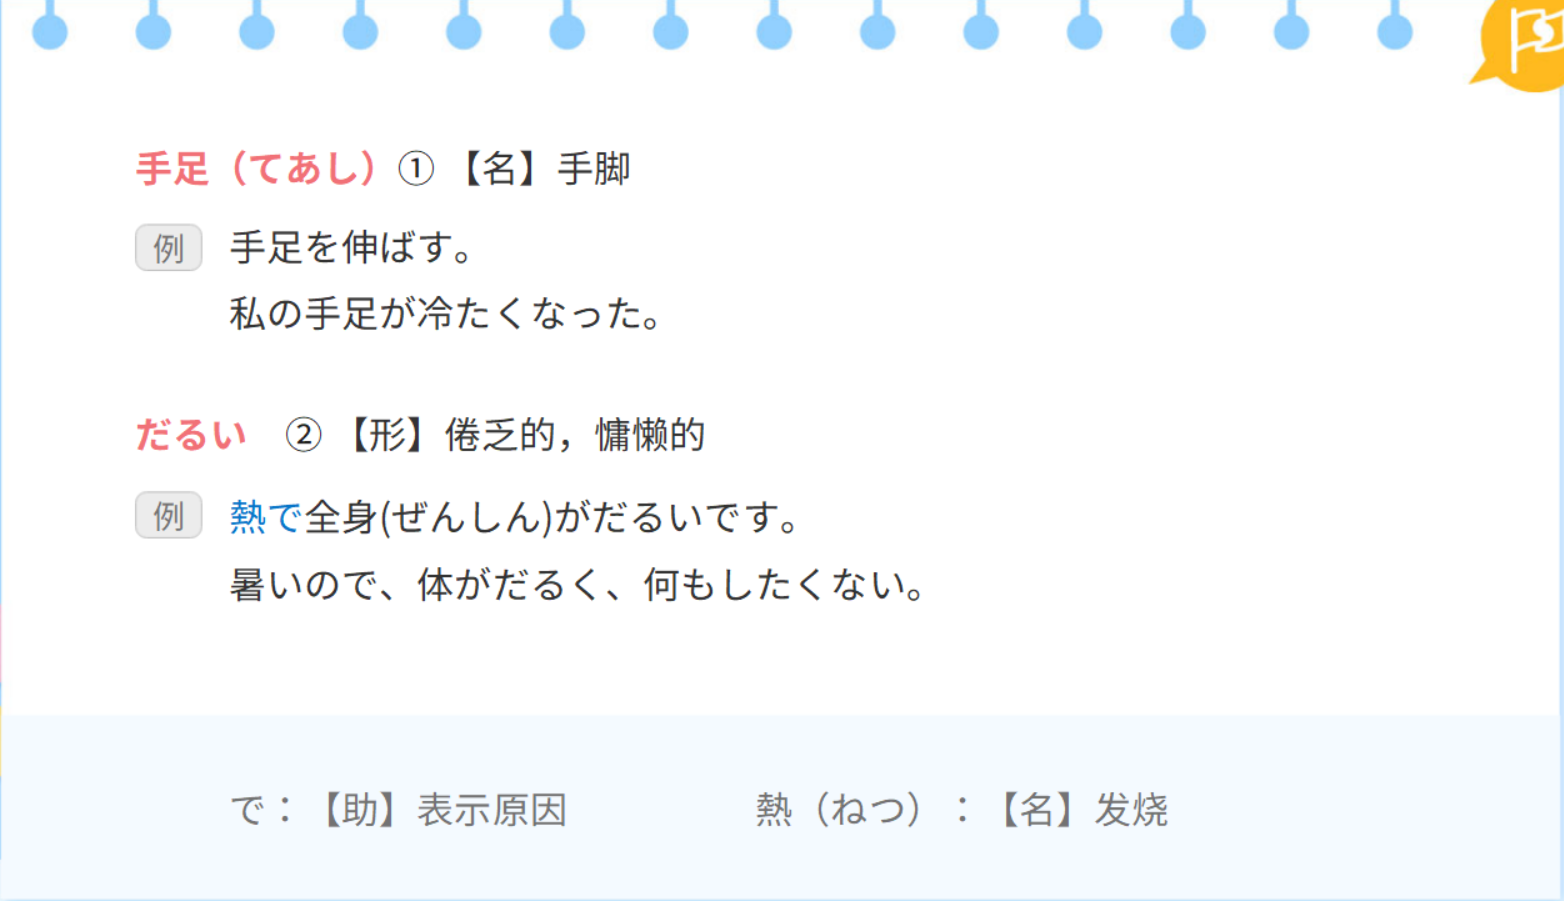 手足（てあし）① 【名】手脚
例 手足を伸ばす。
私の手足が冷たくなった。
だるい ② 【形】倦乏的，慵懒的
例 熱で全身(ぜんしん)がだるいです。
暑いので、体がだるく、何もしたくない。
で：【助】表示原因 熱（ねつ）：【名】发烧